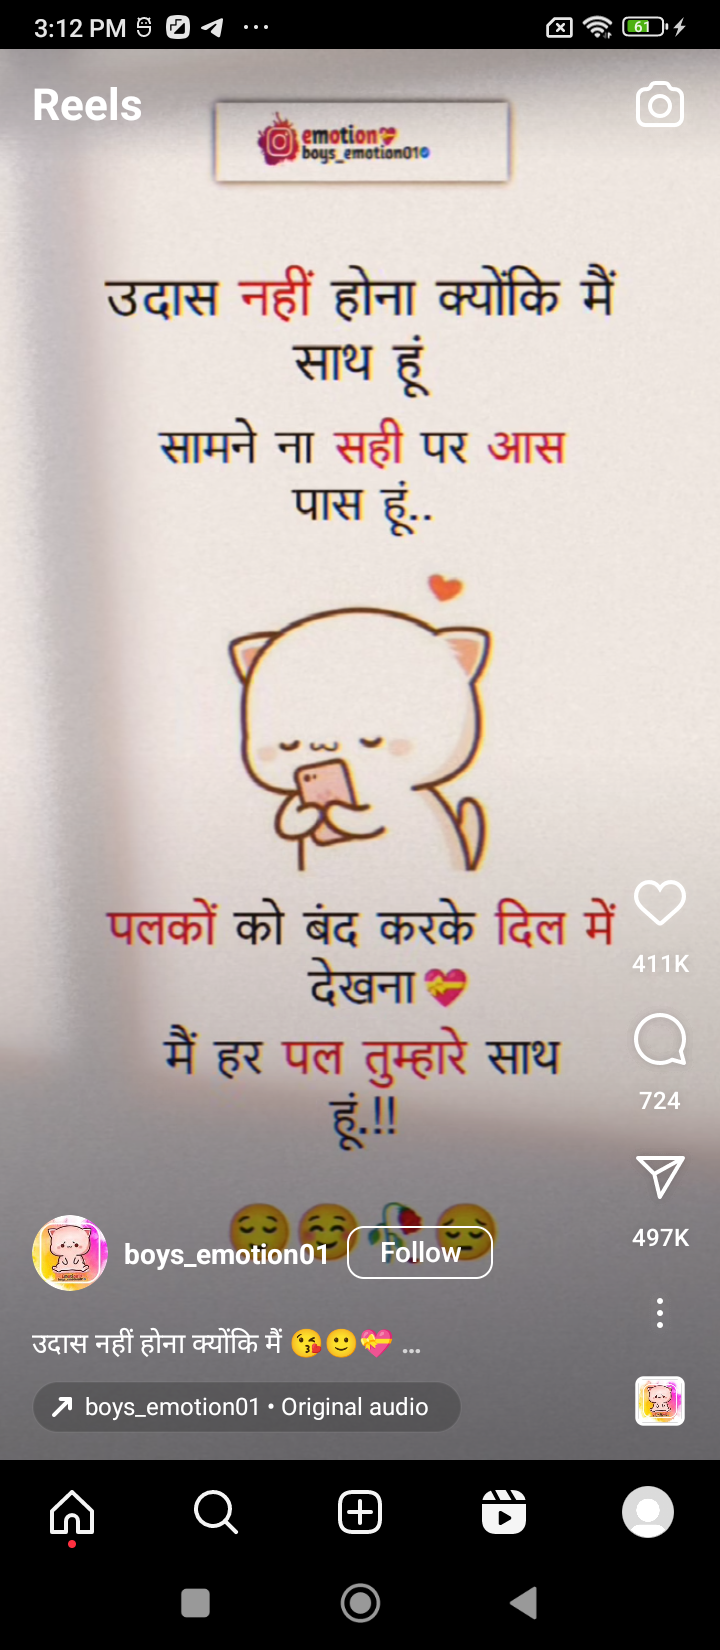 3:12 PM
61
Reels
emotion💝
boys_emotion01
उदास नहीं होना क्योंकि मैं
साथ हूं
सामने ना सही पर आस
पास हूं..
पलकों को बंद करके दिल में
देखना💝
मैं हर पल तुम्हारे साथ
हूं.!!
😌😌🥀😔
411K
724
497K
boys_emotion01 Follow
उदास नहीं होना क्योंकि मैं 😘🙂💝 ...
boys_emotion01 • Original audio